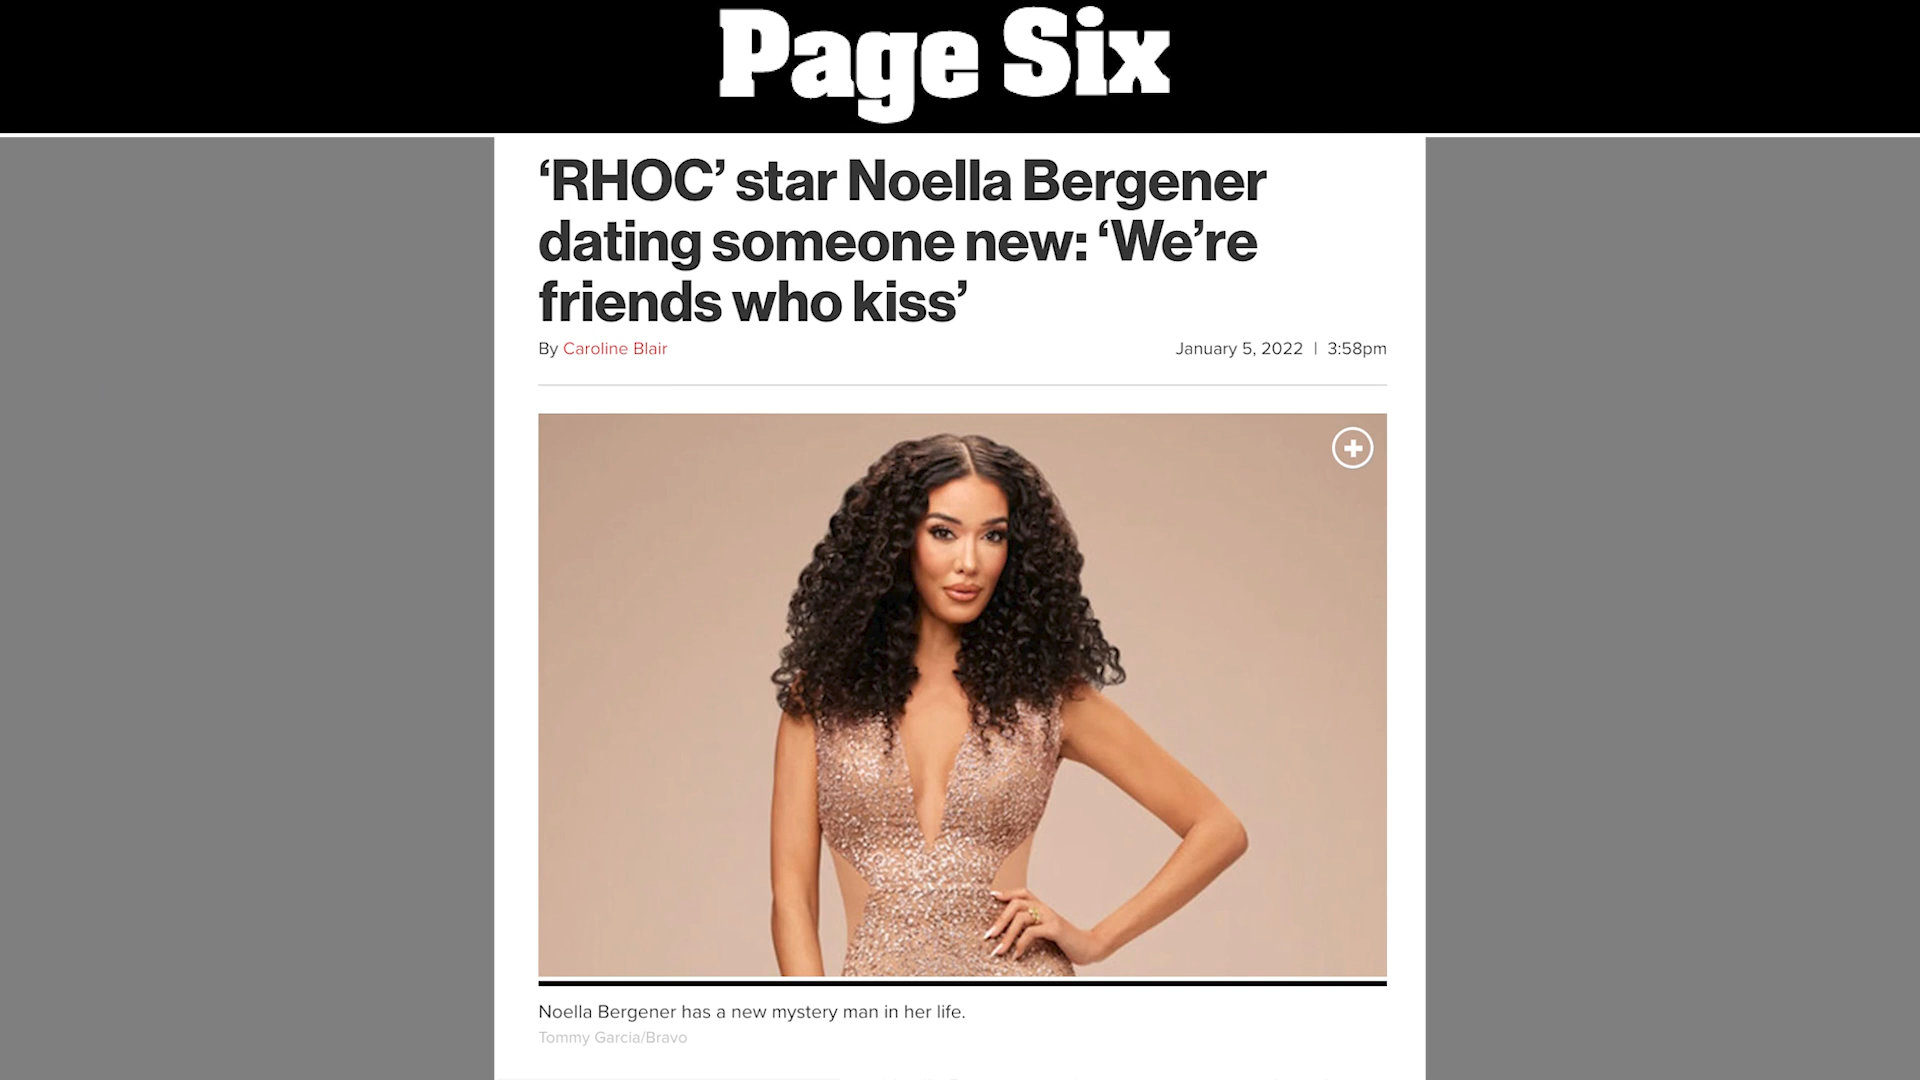 Page Six
‘RHOC’ star Noella Bergener
dating someone new: ‘We’re
friends who kiss’
By Caroline Blair
January 5, 2022 | 3:58pm
Noella Bergener has a new mystery man in her life.
Tommy Garcia/Bravo